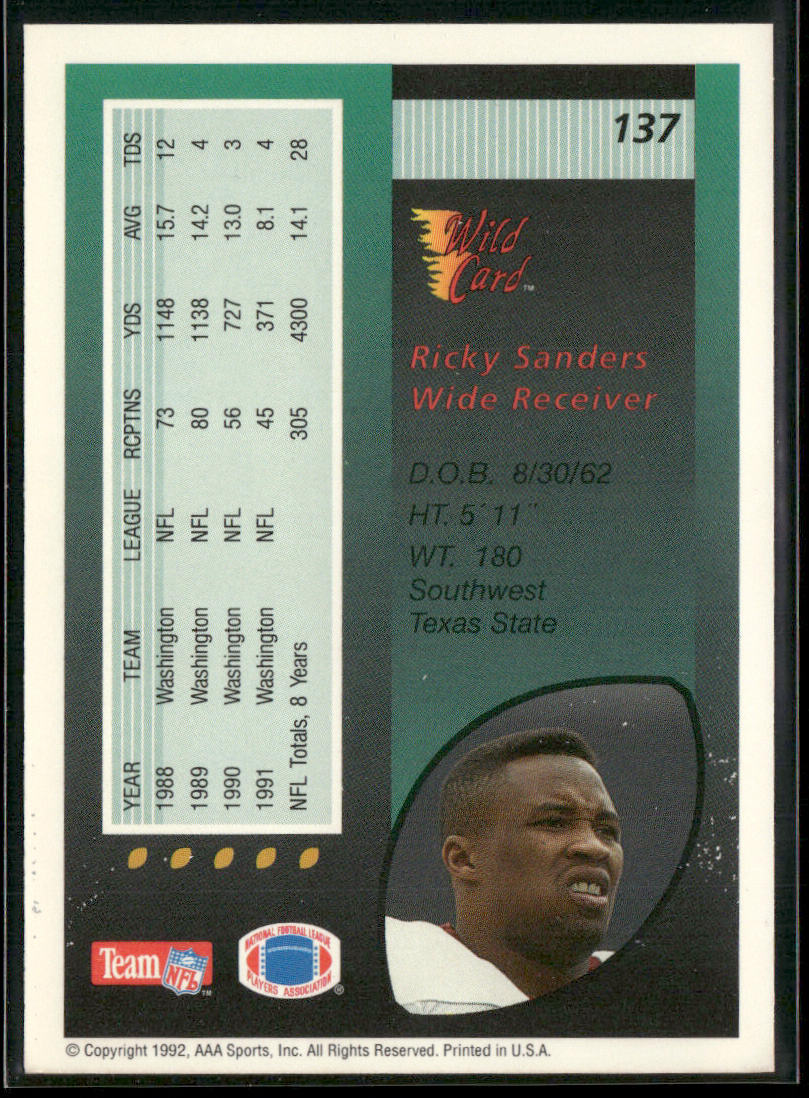 137
Wild
Card™
Ricky Sanders
Wide Receiver
D.O.B. 8/30/62
HT. 5´ 11¨
WT. 180
Southwest
Texas State
YEAR TEAM LEAGUE RCPTNS YDS AVG TDS
1988 Washington NFL 73 1148 15.7 12
1989 Washington NFL 80 1138 14.2 4
1990 Washington NFL 56 727 13.0 3
1991 Washington NFL 45 371 8.1 4
NFL Totals, 8 Years 305 4300 14.1 28
Team NFL™
NATIONAL FOOTBALL LEAGUE
PLAYERS ASSOCIATION®
© Copyright 1992, AAA Sports, Inc. All Rights Reserved. Printed in U.S.A.